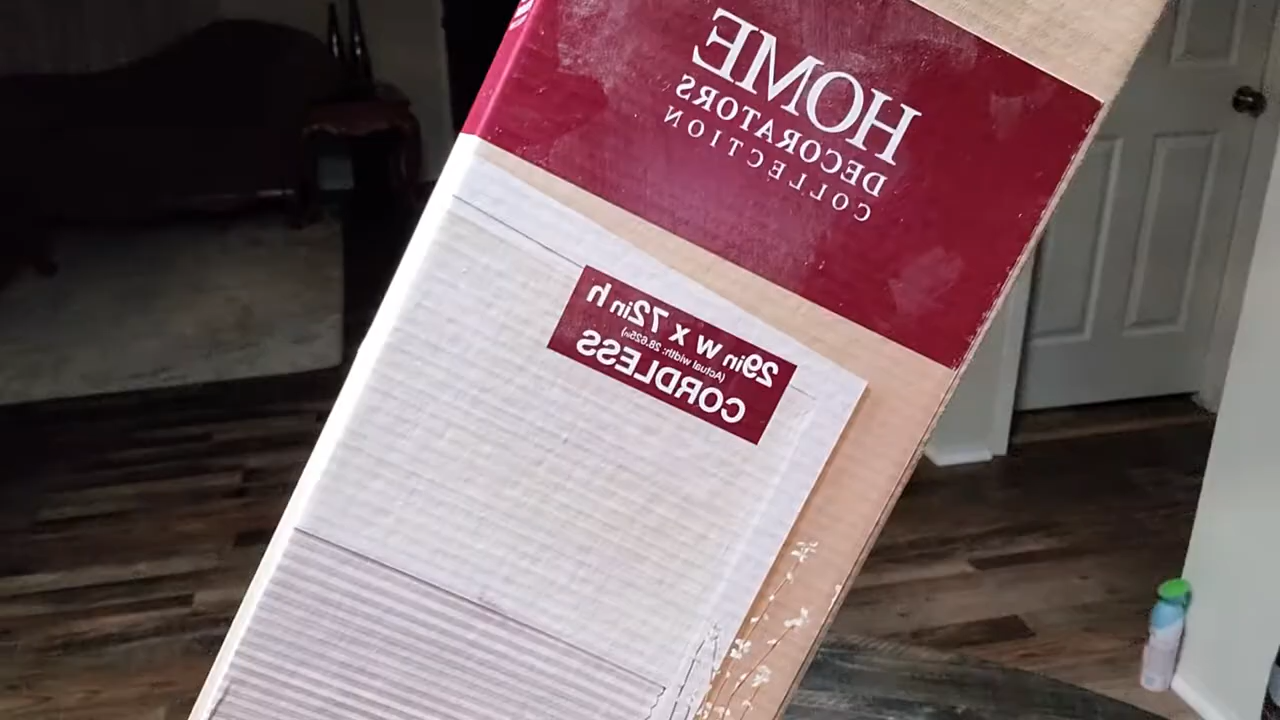 HOME
DECORATORS
COLLECTION
29in w x 72in h
(Actual width: 28.625in)
CORDLESS